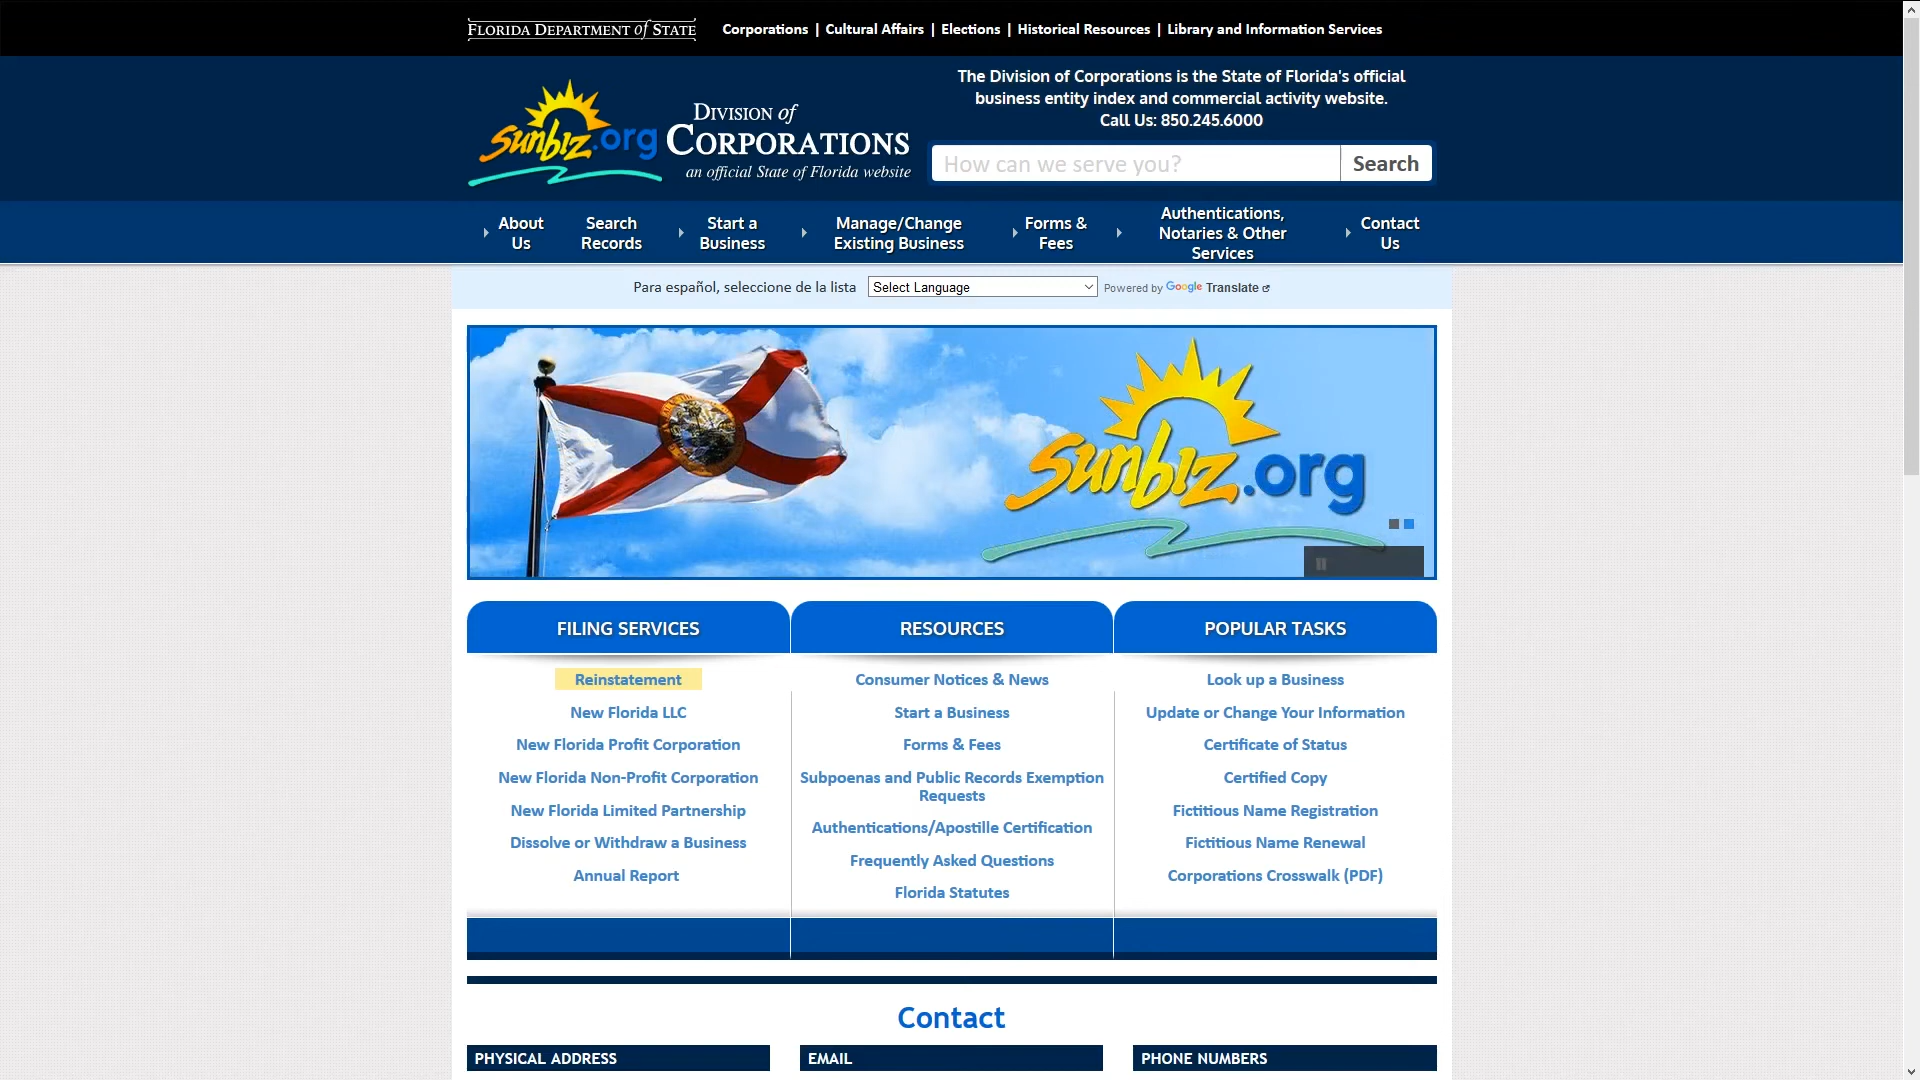 FLORIDA DEPARTMENT of STATE
Corporations | Cultural Affairs | Elections | Historical Resources | Library and Information Services
sunbiz.org
DIVISION of
CORPORATIONS
an official State of Florida website
The Division of Corporations is the State of Florida's official
business entity index and commercial activity website.
Call Us: 850.245.6000
How can we serve you?
Search
About
Us
Search
Records
Start a
Business
Manage/Change
Existing Business
Forms &
Fees
Authentications,
Notaries & Other
Services
Contact
Us
Para español, seleccione de la lista
Select Language
Powered by Google Translate
sunbiz.org
FILING SERVICES
Reinstatement
New Florida LLC
New Florida Profit Corporation
New Florida Non-Profit Corporation
New Florida Limited Partnership
Dissolve or Withdraw a Business
Annual Report
RESOURCES
Consumer Notices & News
Start a Business
Forms & Fees
Subpoenas and Public Records Exemption
Requests
Authentications/Apostille Certification
Frequently Asked Questions
Florida Statutes
POPULAR TASKS
Look up a Business
Update or Change Your Information
Certificate of Status
Certified Copy
Fictitious Name Registration
Fictitious Name Renewal
Corporations Crosswalk (PDF)
Contact
PHYSICAL ADDRESS
EMAIL
PHONE NUMBERS